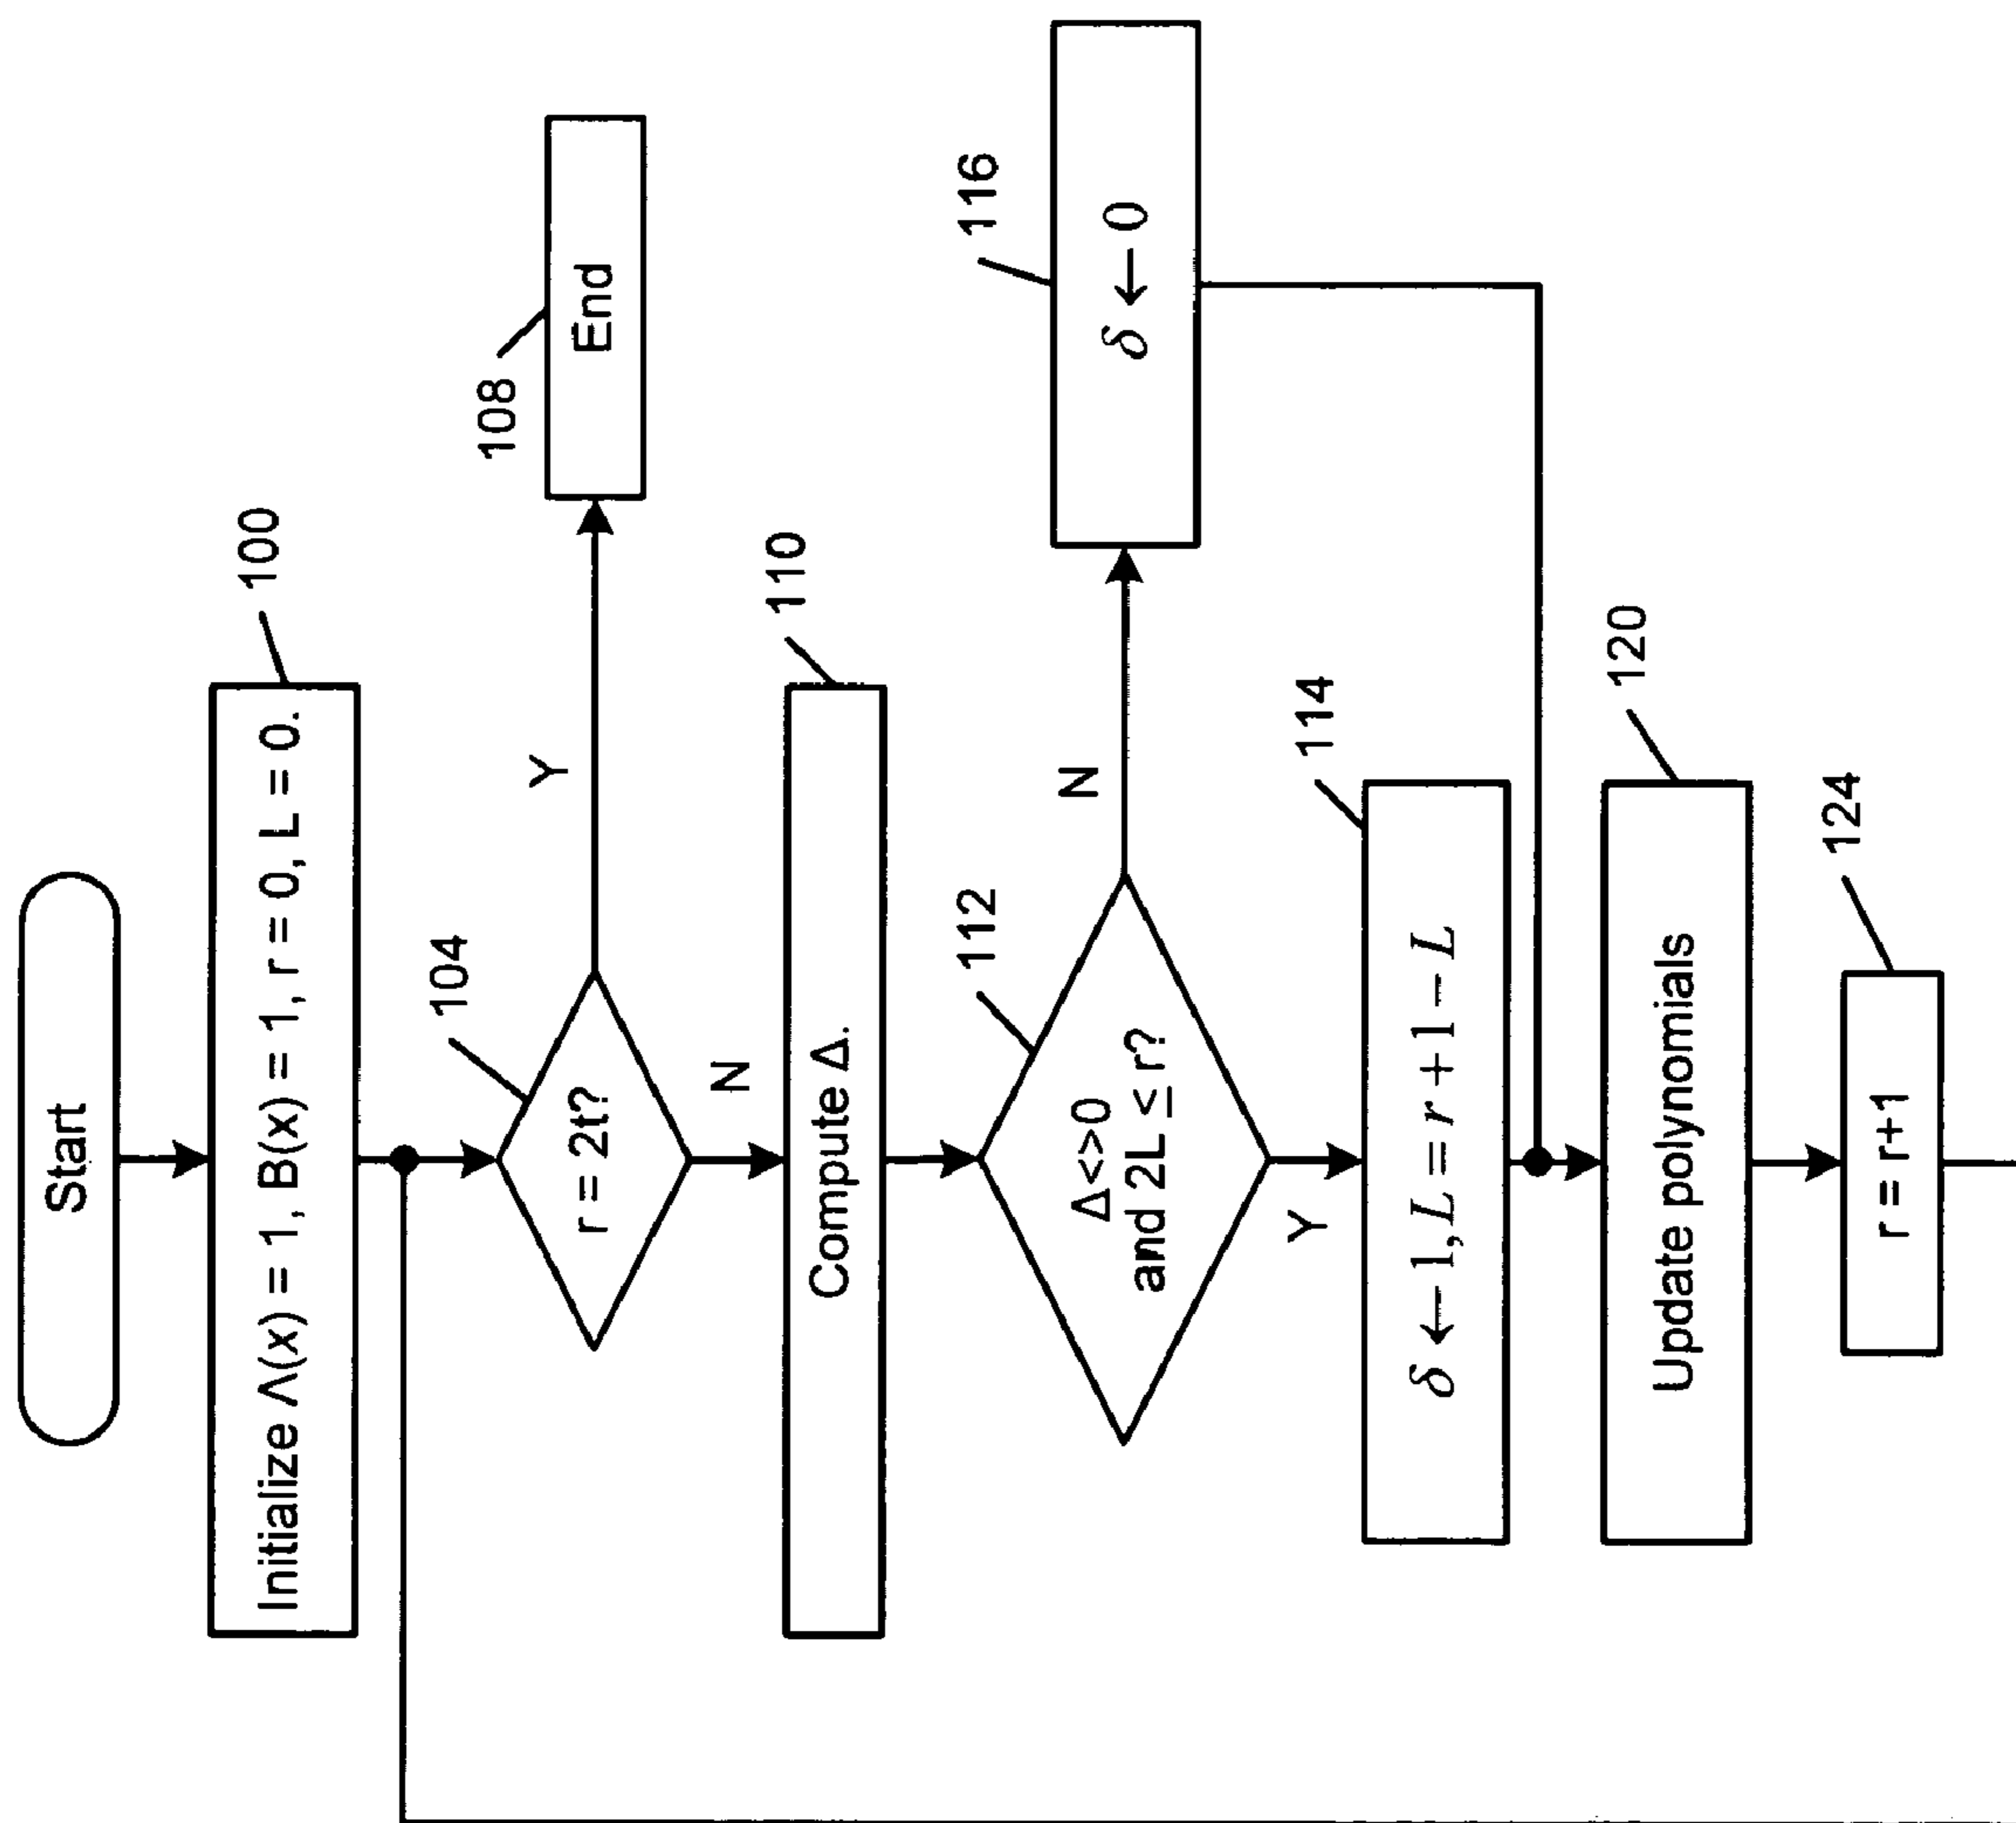 Start
Initialize Λ(x) = 1, B(x) = 1, r = 0, L = 0.
100
r = 2t?
104
Y
End
108
N
Compute Δ.
110
Δ<>0
and 2L ≤ r?
112
N
δ ← 0
116
Y
δ ← 1, L = r + 1 − L
114
Update polynomials
120
r = r+1
124